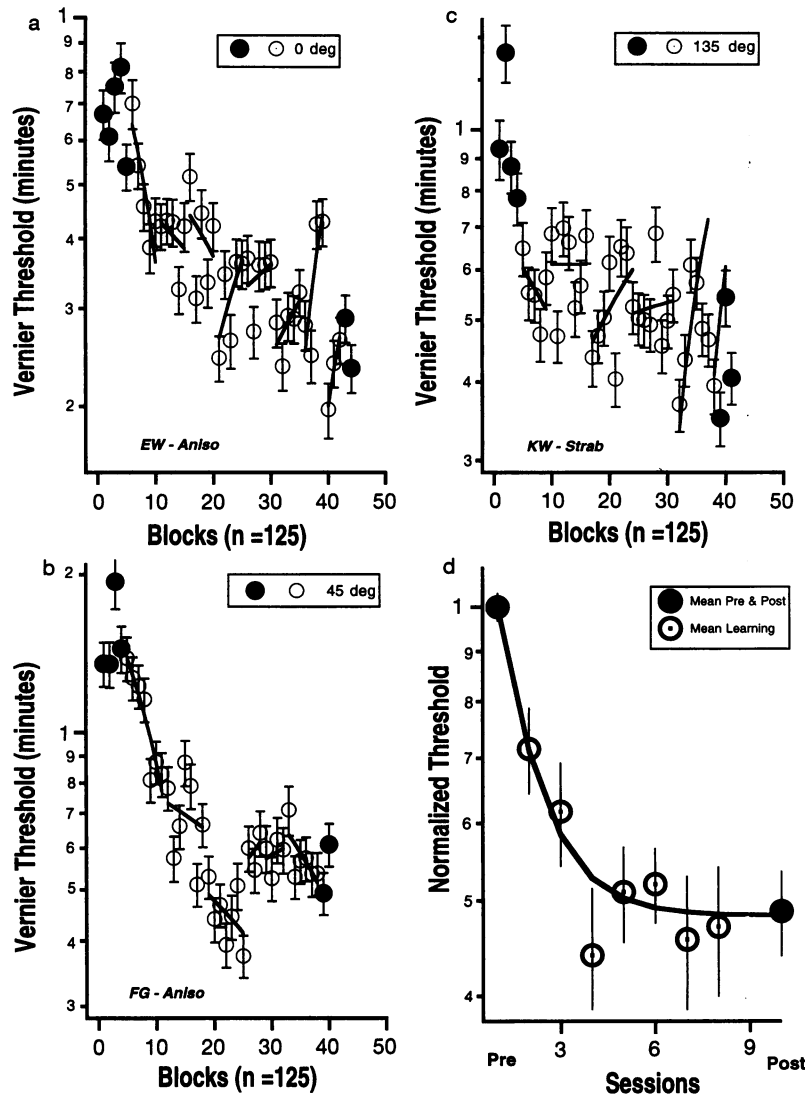 a
1
9
8
7
6
5
4
3
2
0 deg
Vernier Threshold (minutes)
EW - Aniso
0 10 20 30 40 50
Blocks (n =125)
c
1
9
8
7
6
5
4
3
135 deg
Vernier Threshold (minutes)
KW - Strab
0 10 20 30 40 50
Blocks (n =125)
b
2
1
9
8
7
6
5
4
3
45 deg
Vernier Threshold (minutes)
FG - Aniso
0 10 20 30 40 50
Blocks (n =125)
d
1
9
8
7
6
5
4
Mean Pre & Post
Mean Learning
Normalized Threshold
Pre 3 6 9 Post
Sessions